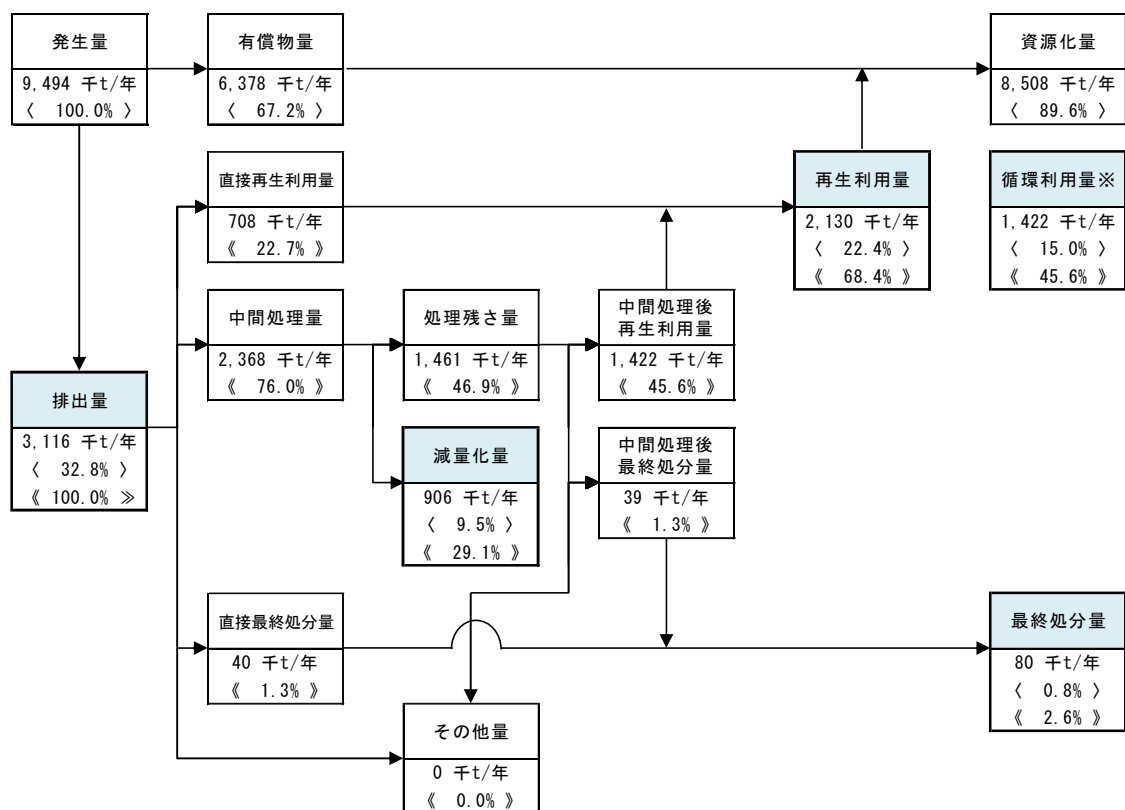 発生量
9,494 千t/年
〈 100.0% 〉
有償物量
6,378 千t/年
〈 67.2% 〉
資源化量
8,508 千t/年
〈 89.6% 〉
直接再生利用量
708 千t/年
《 22.7% 》
再生利用量
2,130 千t/年
〈 22.4% 〉
《 68.4% 》
循環利用量※
1,422 千t/年
〈 15.0% 〉
《 45.6% 》
中間処理量
2,368 千t/年
《 76.0% 》
処理残さ量
1,461 千t/年
《 46.9% 》
中間処理後
再生利用量
1,422 千t/年
《 45.6% 》
排出量
3,116 千t/年
〈 32.8% 〉
《 100.0% ≫
減量化量
906 千t/年
〈 9.5% 〉
《 29.1% 》
中間処理後
最終処分量
39 千t/年
《 1.3% 》
直接最終処分量
40 千t/年
《 1.3% 》
最終処分量
80 千t/年
〈 0.8% 〉
《 2.6% 》
その他量
0 千t/年
《 0.0% 》